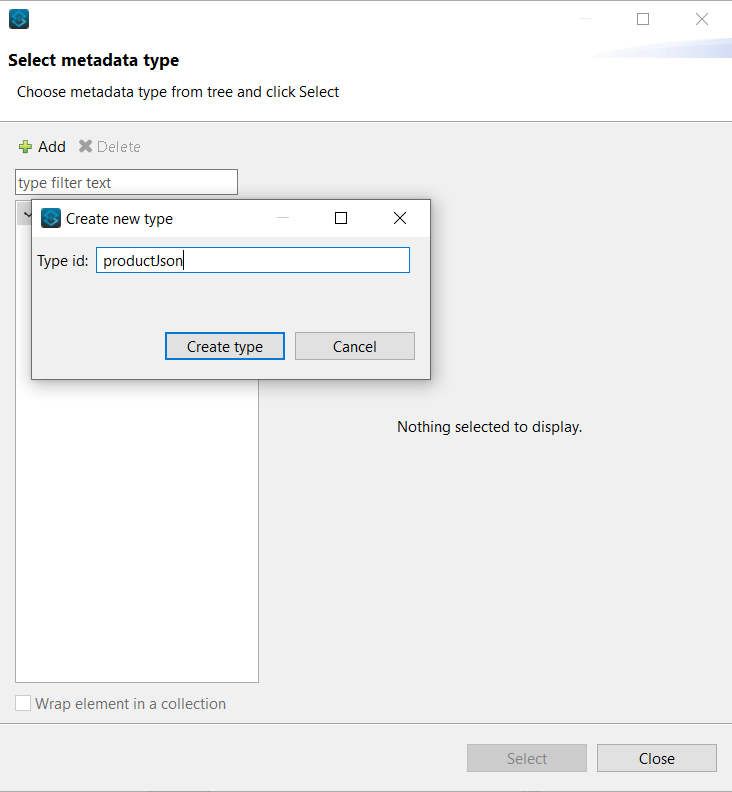 Select metadata type
Choose metadata type from tree and click Select
Add Delete
type filter text
Create new type
Type id: productJson
Create type Cancel
Nothing selected to display.
Wrap element in a collection
Select Close